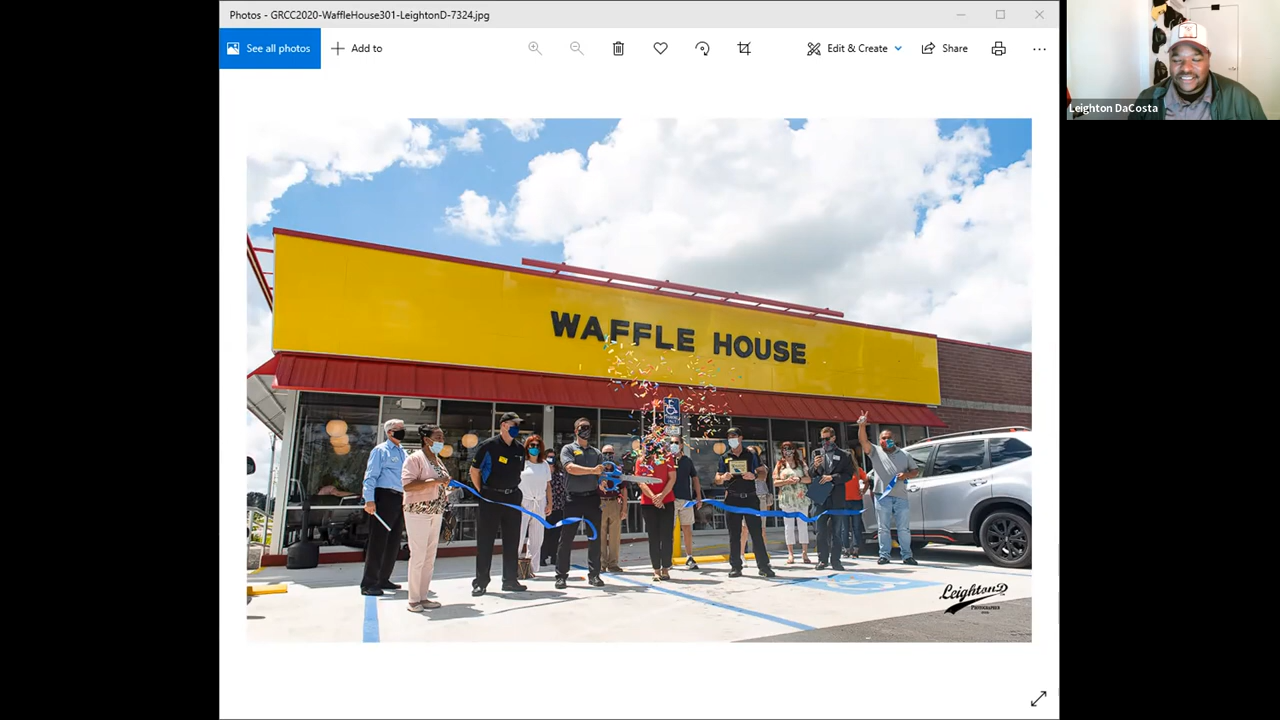 Photos - GRCC2020-WaffleHouse301-LeightonD-7324.jpg
See all photos
Add to
Edit & Create
Share
Leighton DaCosta
WAFFLE HOUSE
LeightonD
PHOTOGRAPHER